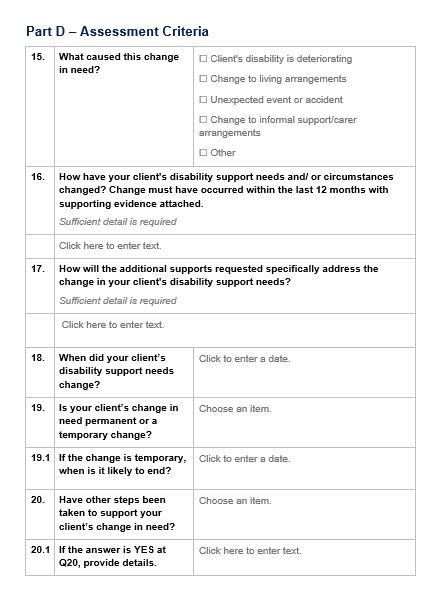 Part D – Assessment Criteria
15. What caused this change
in need?
☐ Client's disability is deteriorating
☐ Change to living arrangements
☐ Unexpected event or accident
☐ Change to informal support/carer
arrangements
☐ Other
16. How have your client's disability support needs and/ or circumstances
changed? Change must have occurred within the last 12 months with
supporting evidence attached.
Sufficient detail is required
Click here to enter text.
17. How will the additional supports requested specifically address the
change in your client's disability support needs?
Sufficient detail is required
Click here to enter text.
18. When did your client's
disability support needs
change?
Click to enter a date.
19. Is your client's change in
need permanent or a
temporary change?
Choose an item.
19.1 If the change is temporary,
when is it likely to end?
Click to enter a date.
20. Have other steps been
taken to support your
client's change in need?
Choose an item.
20.1 If the answer is YES at
Q20, provide details.
Click here to enter text.